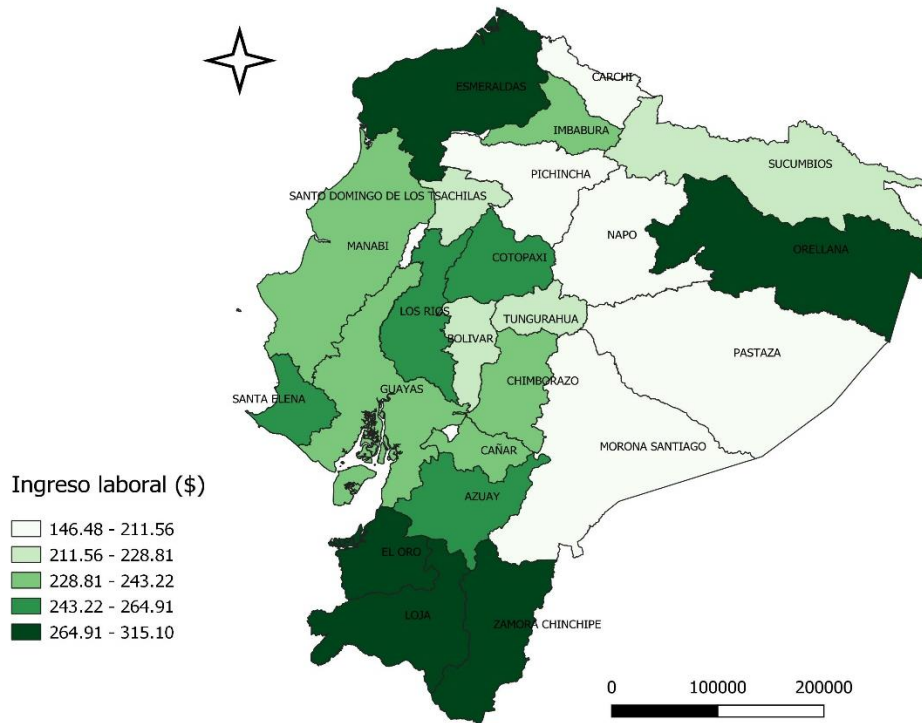 CARCHI
ESMERALDAS
IMBABURA
SUCUMBIOS
PICHINCHA
SANTO DOMINGO DE LOS TSACHILAS
NAPO
MANABI
ORELLANA
COTOPAXI
LOS RIOS
TUNGURAHUA
BOLIVAR
PASTAZA
CHIMBORAZO
GUAYAS
SANTA ELENA
MORONA SANTIAGO
CAÑAR
AZUAY
EL ORO
LOJA
ZAMORA CHINCHIPE
Ingreso laboral ($)
146.48 - 211.56
211.56 - 228.81
228.81 - 243.22
243.22 - 264.91
264.91 - 315.10
0 100000 200000